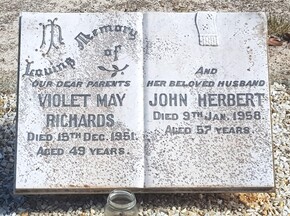 In Loving Memory of
OUR DEAR PARENTS
VIOLET MAY
RICHARDS
DIED 15TH DEC. 1951.
AGED 49 YEARS.
AND
HER BELOVED HUSBAND
JOHN HERBERT
DIED 9TH JAN. 1958.
AGED 57 YEARS